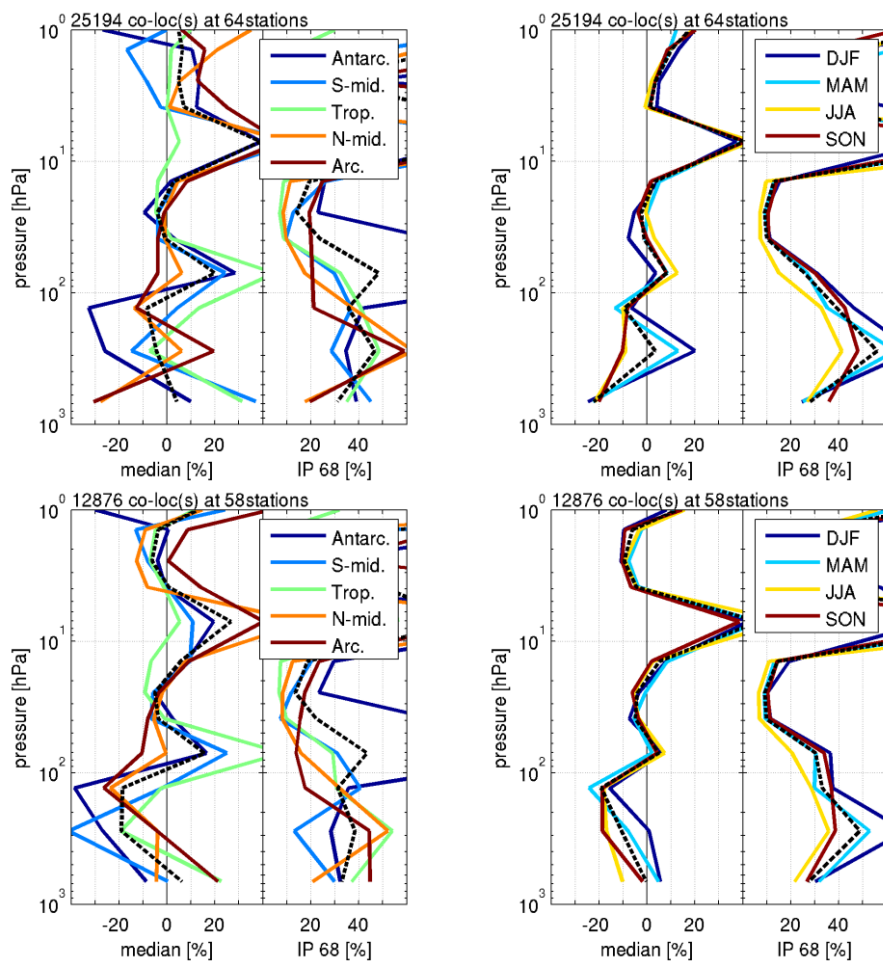 25194 co-loc(s) at 64stations
10⁰
10¹
10²
10³
pressure [hPa]
-20 0 20
median [%]
20 40
IP 68 [%]
Antarc.
S-mid.
Trop.
N-mid.
Arc.
25194 co-loc(s) at 64stations
10⁰
10¹
10²
10³
pressure [hPa]
-20 0 20
median [%]
20 40
IP 68 [%]
DJF
MAM
JJA
SON
12876 co-loc(s) at 58stations
10⁰
10¹
10²
10³
pressure [hPa]
-20 0 20
median [%]
20 40
IP 68 [%]
Antarc.
S-mid.
Trop.
N-mid.
Arc.
12876 co-loc(s) at 58stations
10⁰
10¹
10²
10³
pressure [hPa]
-20 0 20
median [%]
20 40
IP 68 [%]
DJF
MAM
JJA
SON